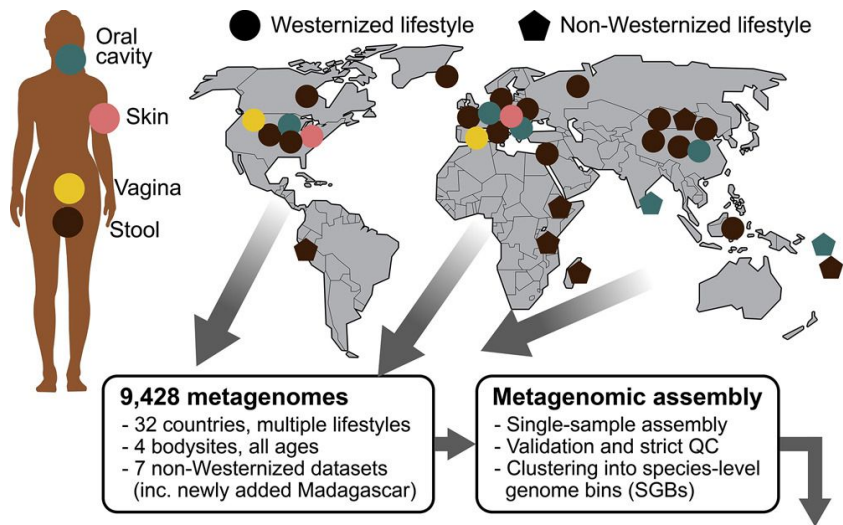 Oral
cavity
Westernized lifestyle
Non-Westernized lifestyle
Skin
Vagina
Stool
9,428 metagenomes
- 32 countries, multiple lifestyles
- 4 bodysites, all ages
- 7 non-Westernized datasets
(inc. newly added Madagascar)
Metagenomic assembly
- Single-sample assembly
- Validation and strict QC
- Clustering into species-level
genome bins (SGBs)